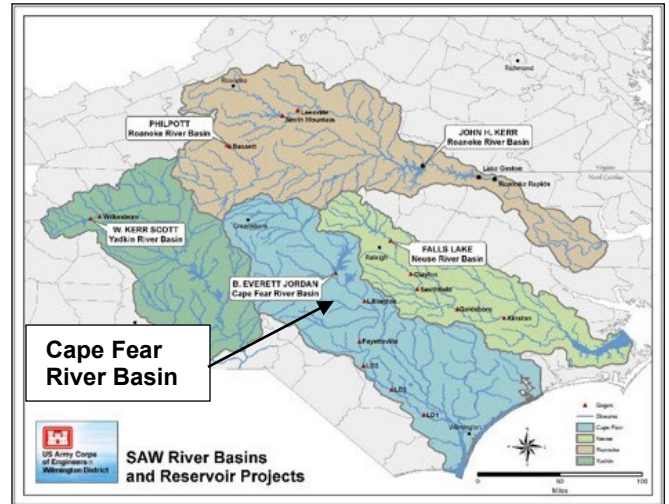 Richmond
Roanoke
Leesville
Smith Mountain
PHILPOTT
Roanoke River Basin
Bassett
JOHN H. KERR
Roanoke River Basin
Lake Gaston
Roanoke Rapids
Virginia
North Carolina
Wilkesboro
W. KERR SCOTT
Yadkin River Basin
Greensboro
Raleigh
FALLS LAKE
Neuse River Basin
B. EVERETT JORDAN
Cape Fear River Basin
Clayton
Smithfield
Goldsboro
Kinston
Lillington
Cape Fear
River Basin
Fayetteville
LD3
LD2
LD1
Wilmington
Gages
Streams
Cape Fear
Neuse
Roanoke
Yadkin
US Army Corps
of Engineers
Wilmington District
SAW River Basins
and Reservoir Projects
0
50
100
Miles